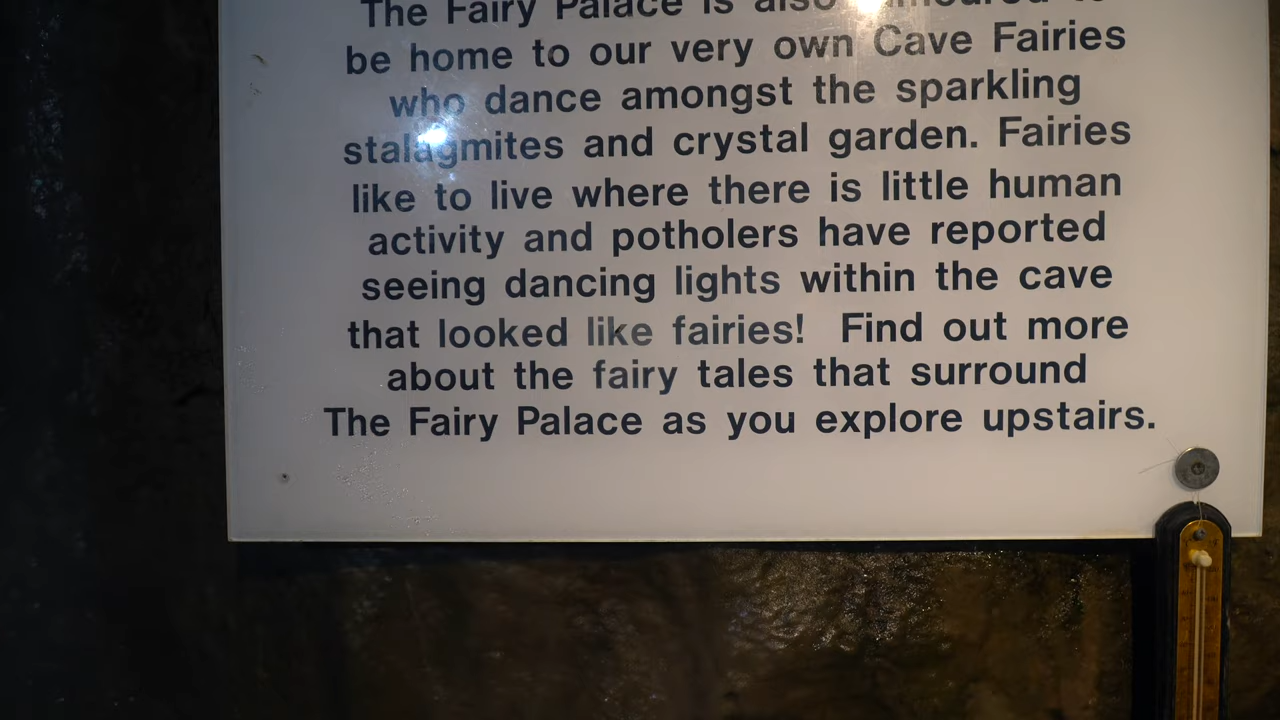 The Fairy Palace is also to
be home to our very own Cave Fairies
who dance amongst the sparkling
stalagmites and crystal garden. Fairies
like to live where there is little human
activity and potholers have reported
seeing dancing lights within the cave
that looked like fairies! Find out more
about the fairy tales that surround
The Fairy Palace as you explore upstairs.